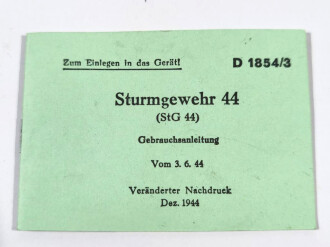 Zum Einlegen in das Gerät! D 1854/3
Sturmgewehr 44
(StG 44)
Gebrauchsanleitung
Vom 3. 6. 44
Veränderter Nachdruck
Dez. 1944